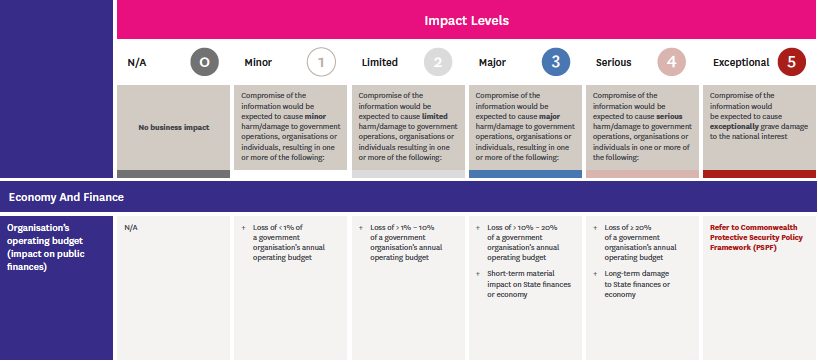 Impact Levels
N/A 0
Minor 1
Limited 2
Major 3
Serious 4
Exceptional 5
No business impact
Compromise of the
information would be
expected to cause minor
harm/damage to government
operations, organisations or
individuals, resulting in one
or more of the following:
Compromise of the
information would be
expected to cause limited
harm/damage to government
operations, organisations or
individuals resulting in one
or more of the following:
Compromise of the
information would be
expected to cause major
harm/damage to government
operations, organisations or
individuals, resulting in one
or more of the following:
Compromise of the
information would be
expected to cause serious
harm/damage to government
operations, organisations or
individuals, in one or more of
the following:
Compromise of the
information would
be expected to cause
exceptionally grave damage
to the national interest
Economy And Finance
Organisation's
operating budget
(impact on public
finances)
N/A
+ Loss of <1% of
a government
organisation's annual
operating budget
+ Loss of >1% – 10%
of a government
organisation's annual
operating budget
+ Loss of >10% – 20%
of a government
organisation's annual
operating budget
+ Short-term material
impact on State finances
or economy
+ Loss of ≥ 20%
of a government
organisation's annual
operating budget
+ Long-term damage
to State finances or
economy
Refer to Commonwealth
Protective Security Policy
Framework (PSPF)